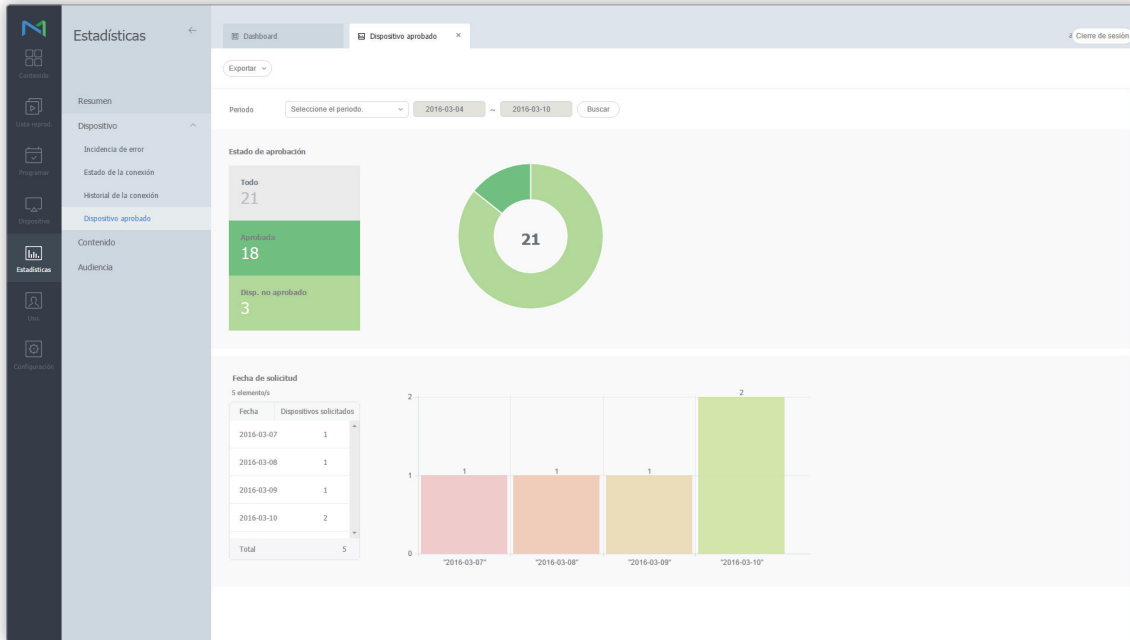 Estadísticas
Contenido
Lista reprod.
Programar
Dispositivo
Estadísticas
Configuración
Resumen
Dispositivo
Incidencia de error
Estado de la conexión
Historial de la conexión
Dispositivo aprobado
Contenido
Audiencia
Dashboard
Dispositivo aprobado
Cierre de sesión
Exportar
Periodo
Seleccione el periodo.
2016-03-04
~
2016-03-10
Buscar
Estado de aprobación
Todo
21
Aprobada
18
Disp. no aprobado
3
21
Fecha de solicitud
5 elemento/s
Fecha Dispositivos solicitados
2016-03-07 1
2016-03-08 1
2016-03-09 1
2016-03-10 2
Total 5
2
1
0
1
1
1
2
"2016-03-07"
"2016-03-08"
"2016-03-09"
"2016-03-10"